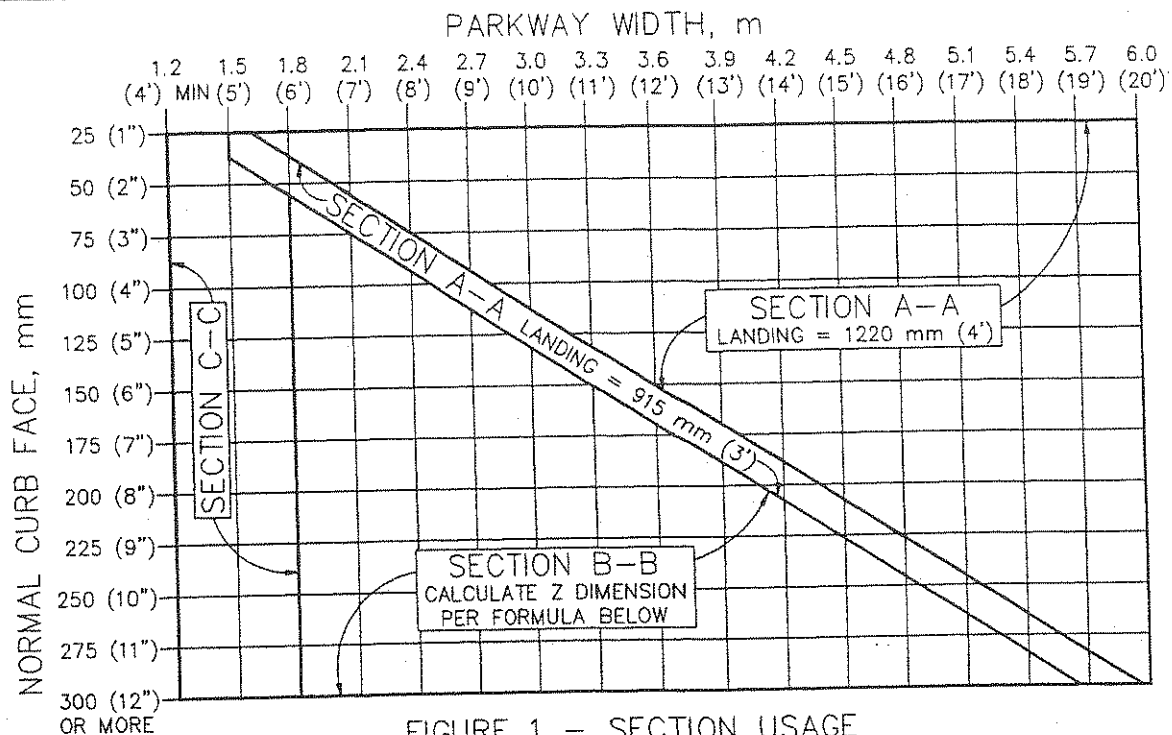 PARKWAY WIDTH, m
1.2 1.5 1.8 2.1 2.4 2.7 3.0 3.3 3.6 3.9 4.2 4.5 4.8 5.1 5.4 5.7 6.0
(4') MIN (5') (6') (7') (8') (9') (10') (11') (12') (13') (14') (15') (16') (17') (18') (19') (20')
NORMAL CURB FACE, mm
25 (1")
50 (2")
75 (3")
100 (4")
125 (5")
150 (6")
175 (7")
200 (8")
225 (9")
250 (10")
275 (11")
300 (12")
OR MORE
SECTION C-C
SECTION A-A LANDING = 915 mm (3')
SECTION A-A
LANDING = 1220 mm (4')
SECTION B-B
CALCULATE Z DIMENSION
PER FORMULA BELOW
FIGURE 1 - SECTION USAGE